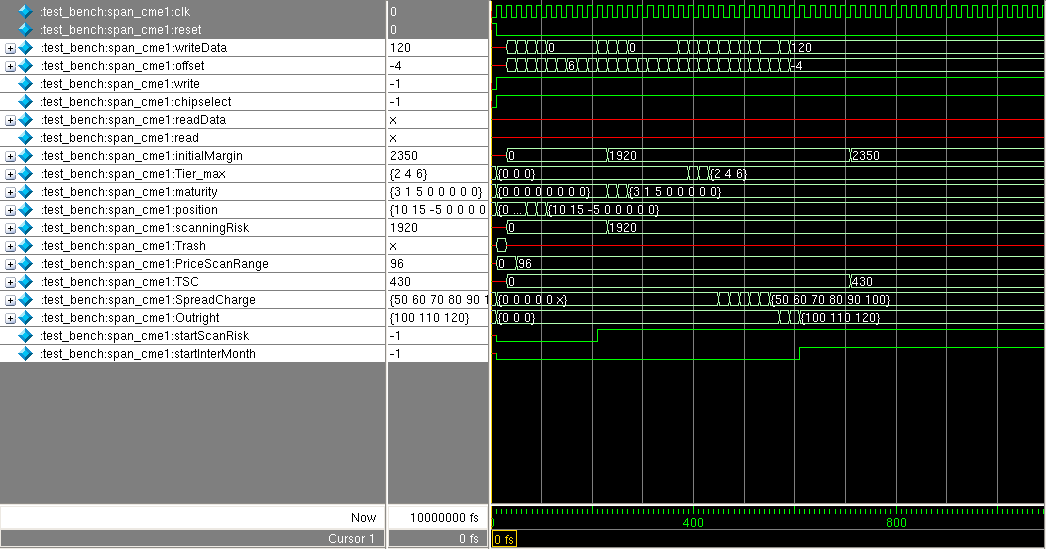 :test_bench:span_cme1:clk 0
:test_bench:span_cme1:reset 0
:test_bench:span_cme1:writeData 120 0 0 120
:test_bench:span_cme1:offset -4 6 -4
:test_bench:span_cme1:write -1
:test_bench:span_cme1:chipselect -1
:test_bench:span_cme1:readData x
:test_bench:span_cme1:read x
:test_bench:span_cme1:initialMargin 2350 0 1920 2350
:test_bench:span_cme1:Tier_max {2 4 6} {0 0 0} {2 4 6}
:test_bench:span_cme1:maturity {3 1 5 0 0 0 0 0} {0 0 0 0 0 0 0 0} {3 1 5 0 0 0 0 0}
:test_bench:span_cme1:position {10 15 -5 0 0 0 0 0 {0 ... {10 15 -5 0 0 0 0 0}
:test_bench:span_cme1:scanningRisk 1920 0 1920
:test_bench:span_cme1:Trash x
:test_bench:span_cme1:PriceScanRange 96 0 96
:test_bench:span_cme1:TSC 430 0 430
:test_bench:span_cme1:SpreadCharge {50 60 70 80 90 1 {0 0 0 0 0 x} {50 60 70 80 90 100}
:test_bench:span_cme1:Outright {100 110 120} {0 0 0} {100 110 120}
:test_bench:span_cme1:startScanRisk -1
:test_bench:span_cme1:startInterMonth -1
Now 10000000 fs 400 800
Cursor 1 0 fs 0 fs